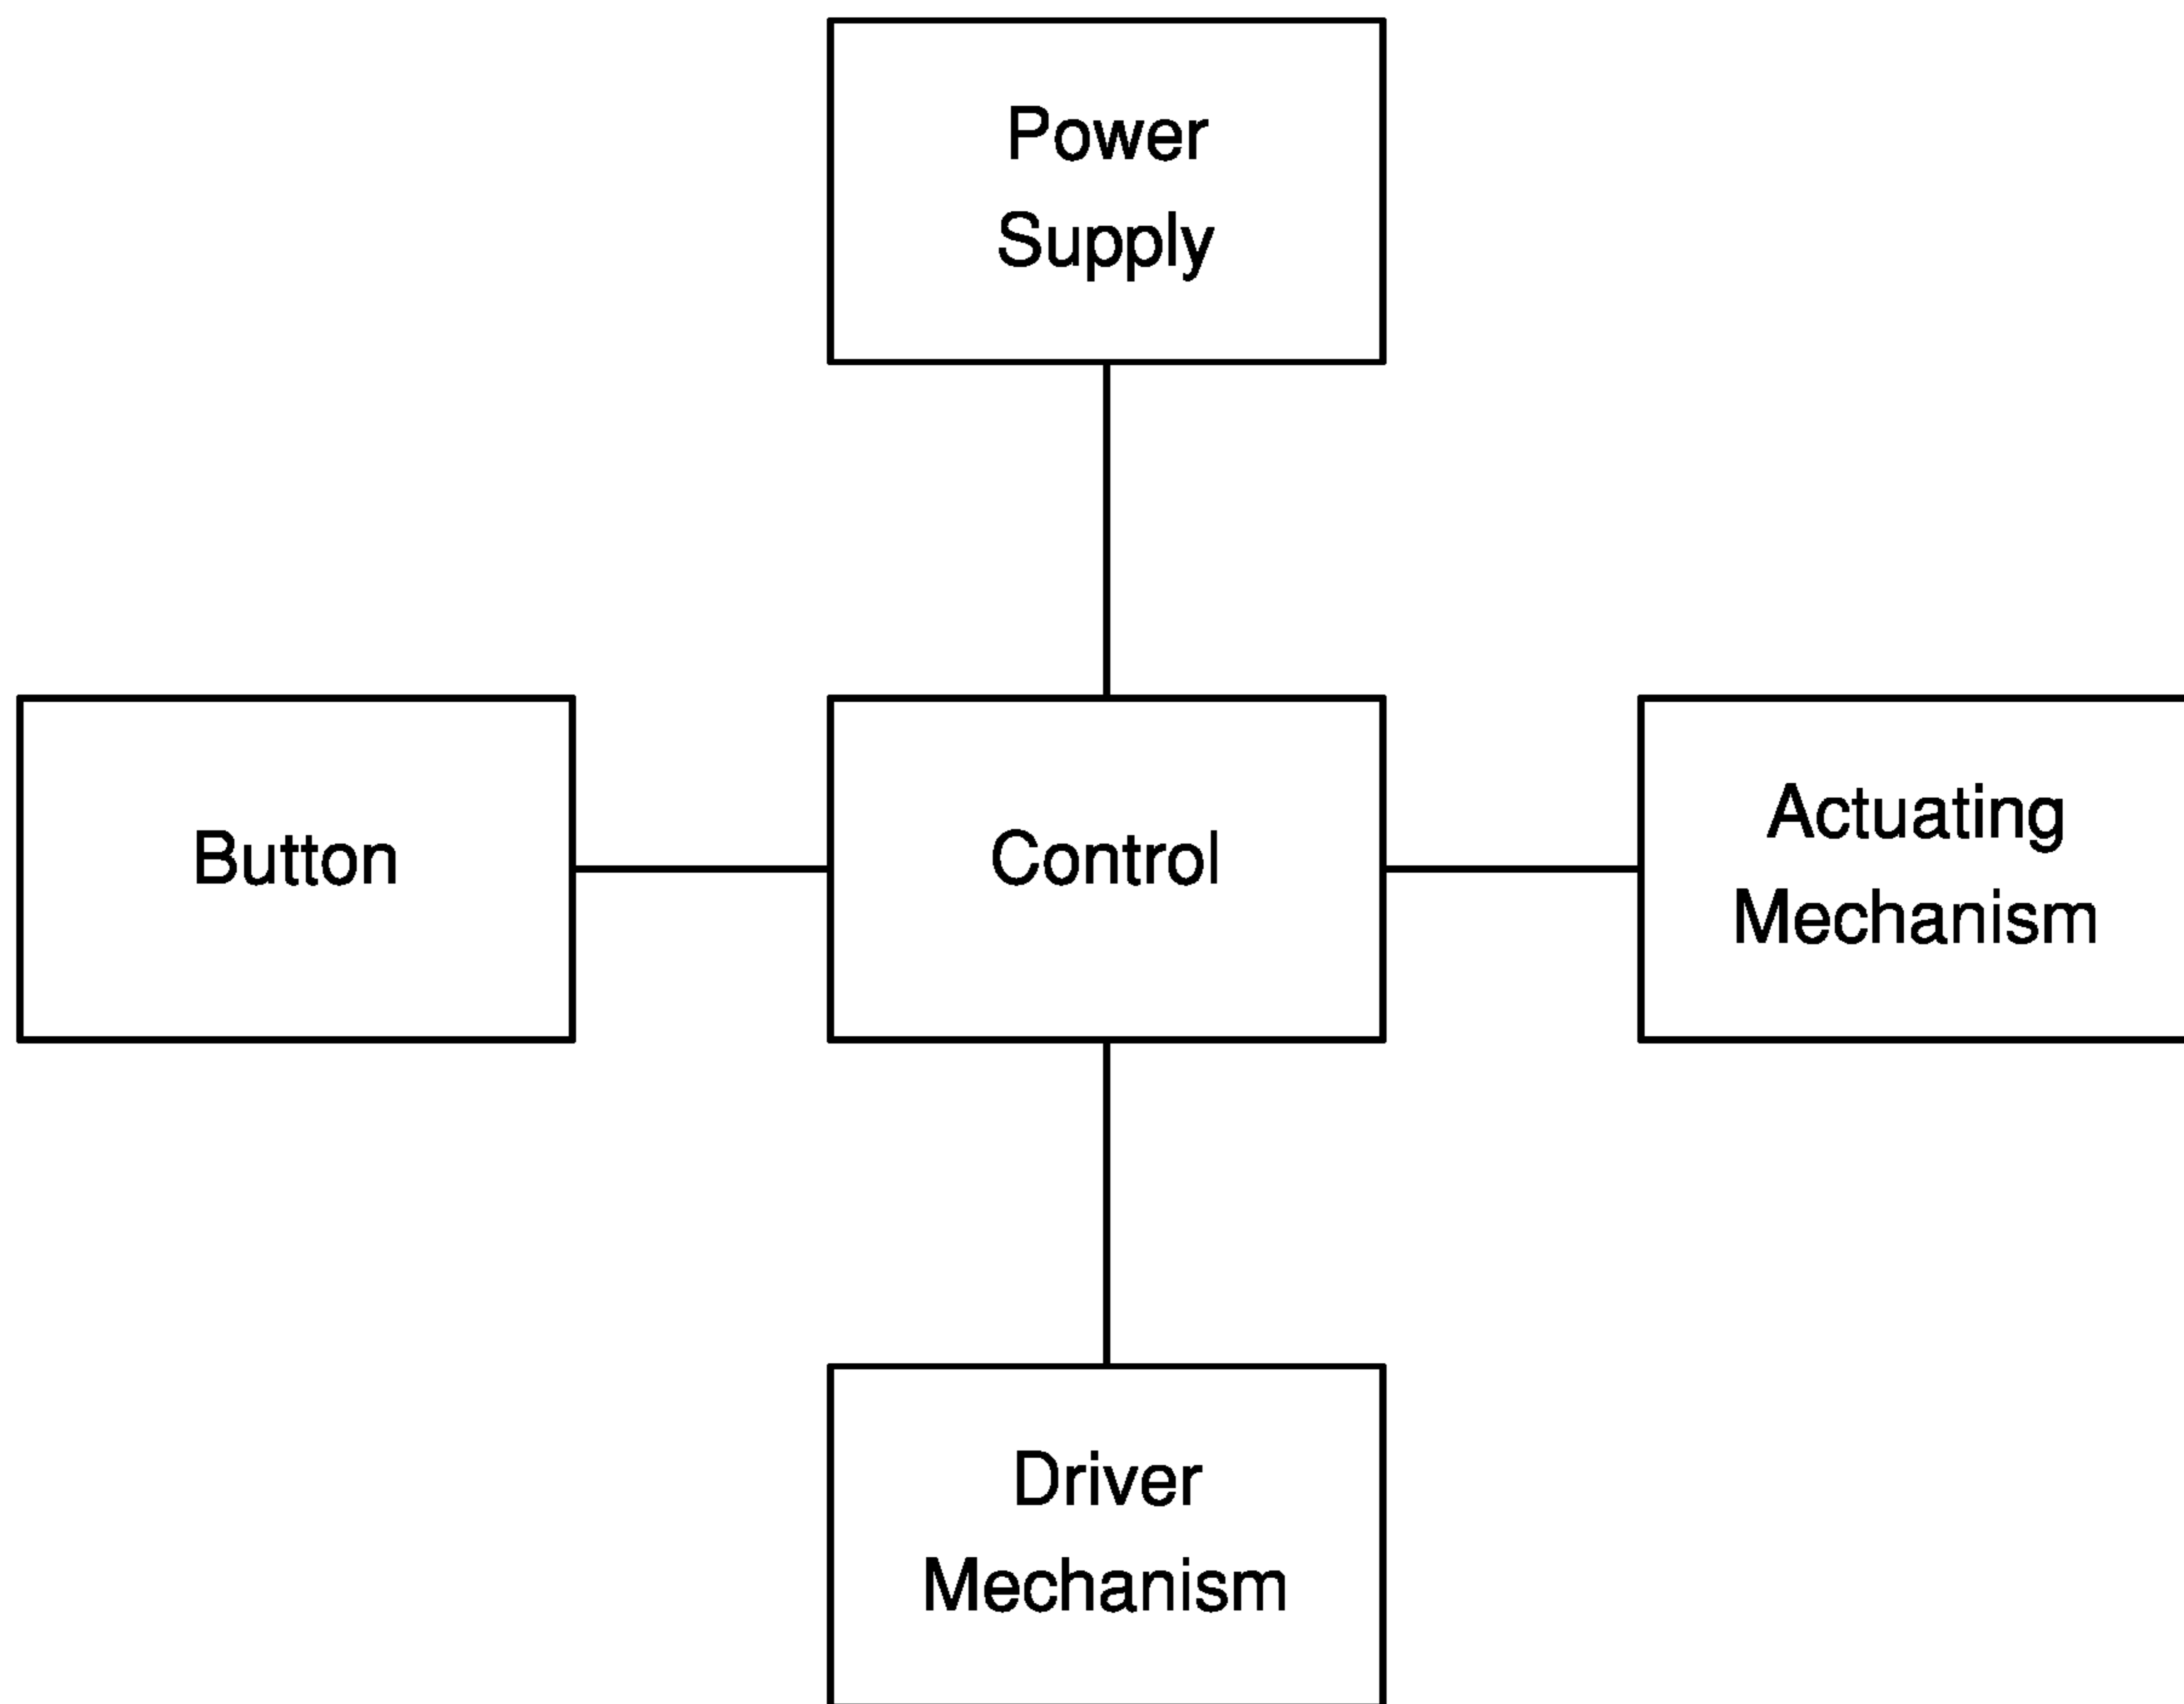 Power
Supply
Button
Control
Actuating
Mechanism
Driver
Mechanism